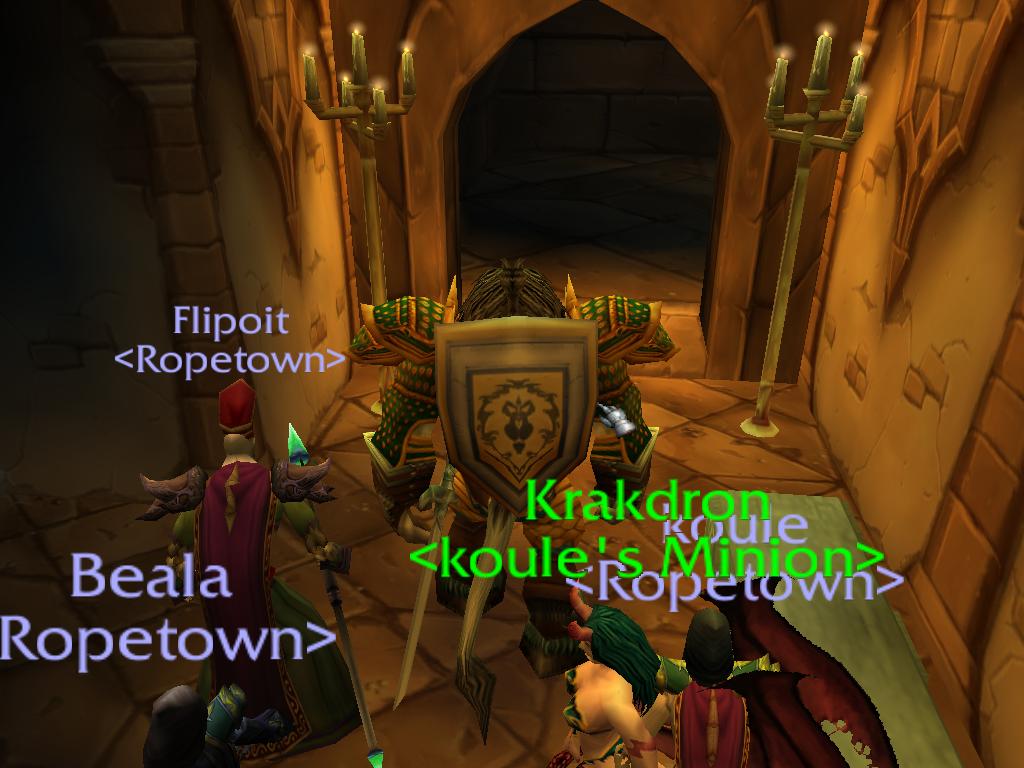 Flipoit
<Ropetown>
Krakdron
<koule's Minion>
koule
<Ropetown>
Beala
Ropetown>